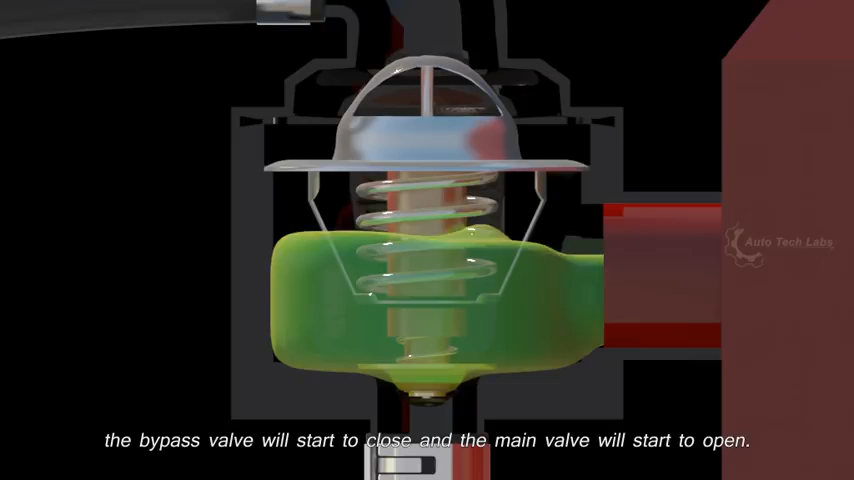 Auto Tech Labs
the bypass valve will start to close and the main valve will start to open.